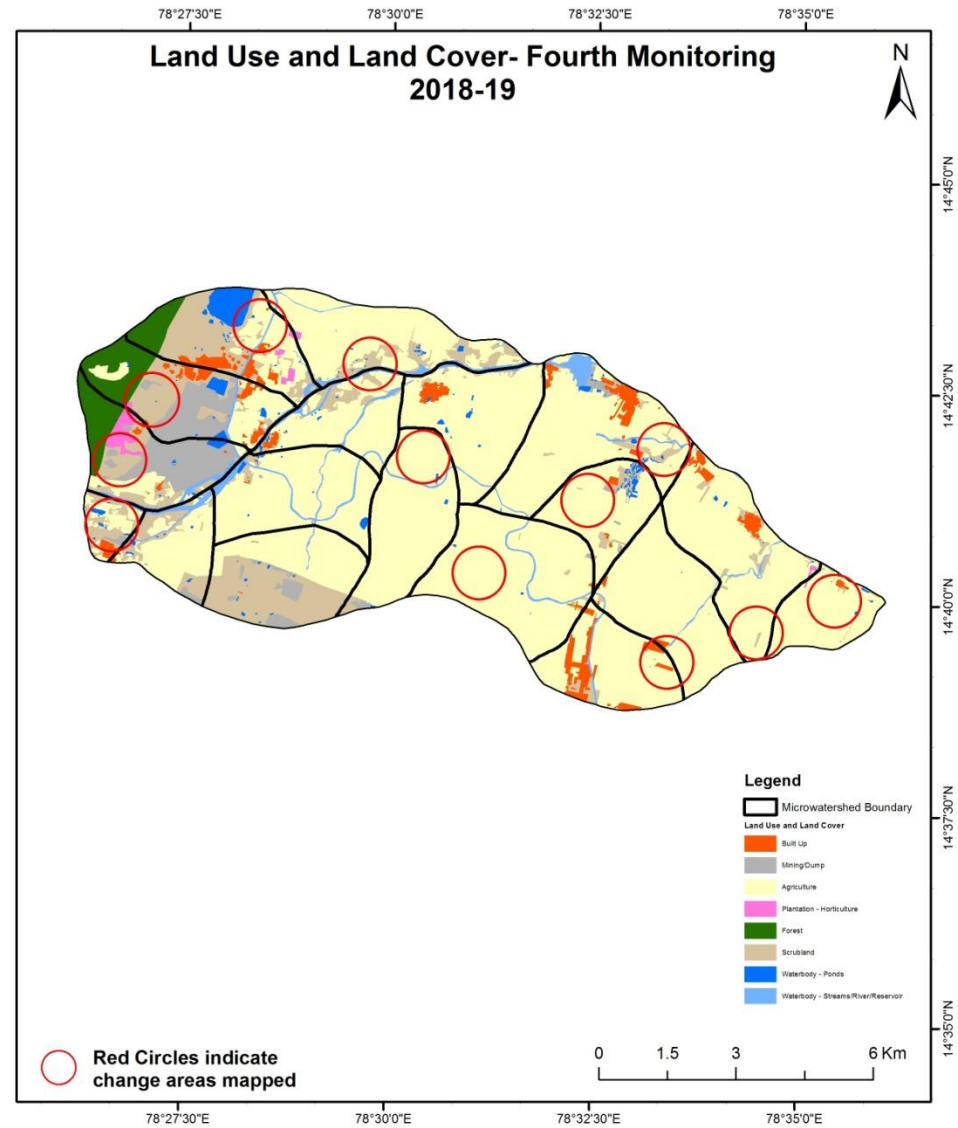 78°27'30"E 78°30'0"E 78°32'30"E 78°35'0"E
Land Use and Land Cover- Fourth Monitoring
2018-19
N
14°45'0"N
14°42'30"N
14°40'0"N
14°37'30"N
14°35'0"N
Legend
Microwatershed Boundary
Land Use and Land Cover
Built Up
Mining/Dump
Agriculture
Plantation - Horticulture
Forest
Scrubland
Waterbody - Ponds
Waterbody - Streams/River/Reservoir
Red Circles indicate
change areas mapped
0 1.5 3 6 Km
78°27'30"E 78°30'0"E 78°32'30"E 78°35'0"E